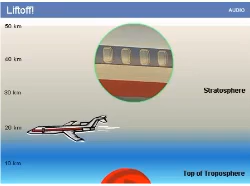 Liftoff!
AUDIO
50 km
40 km
30 km
Stratosphere
20 km
10 km
Top of Troposphere